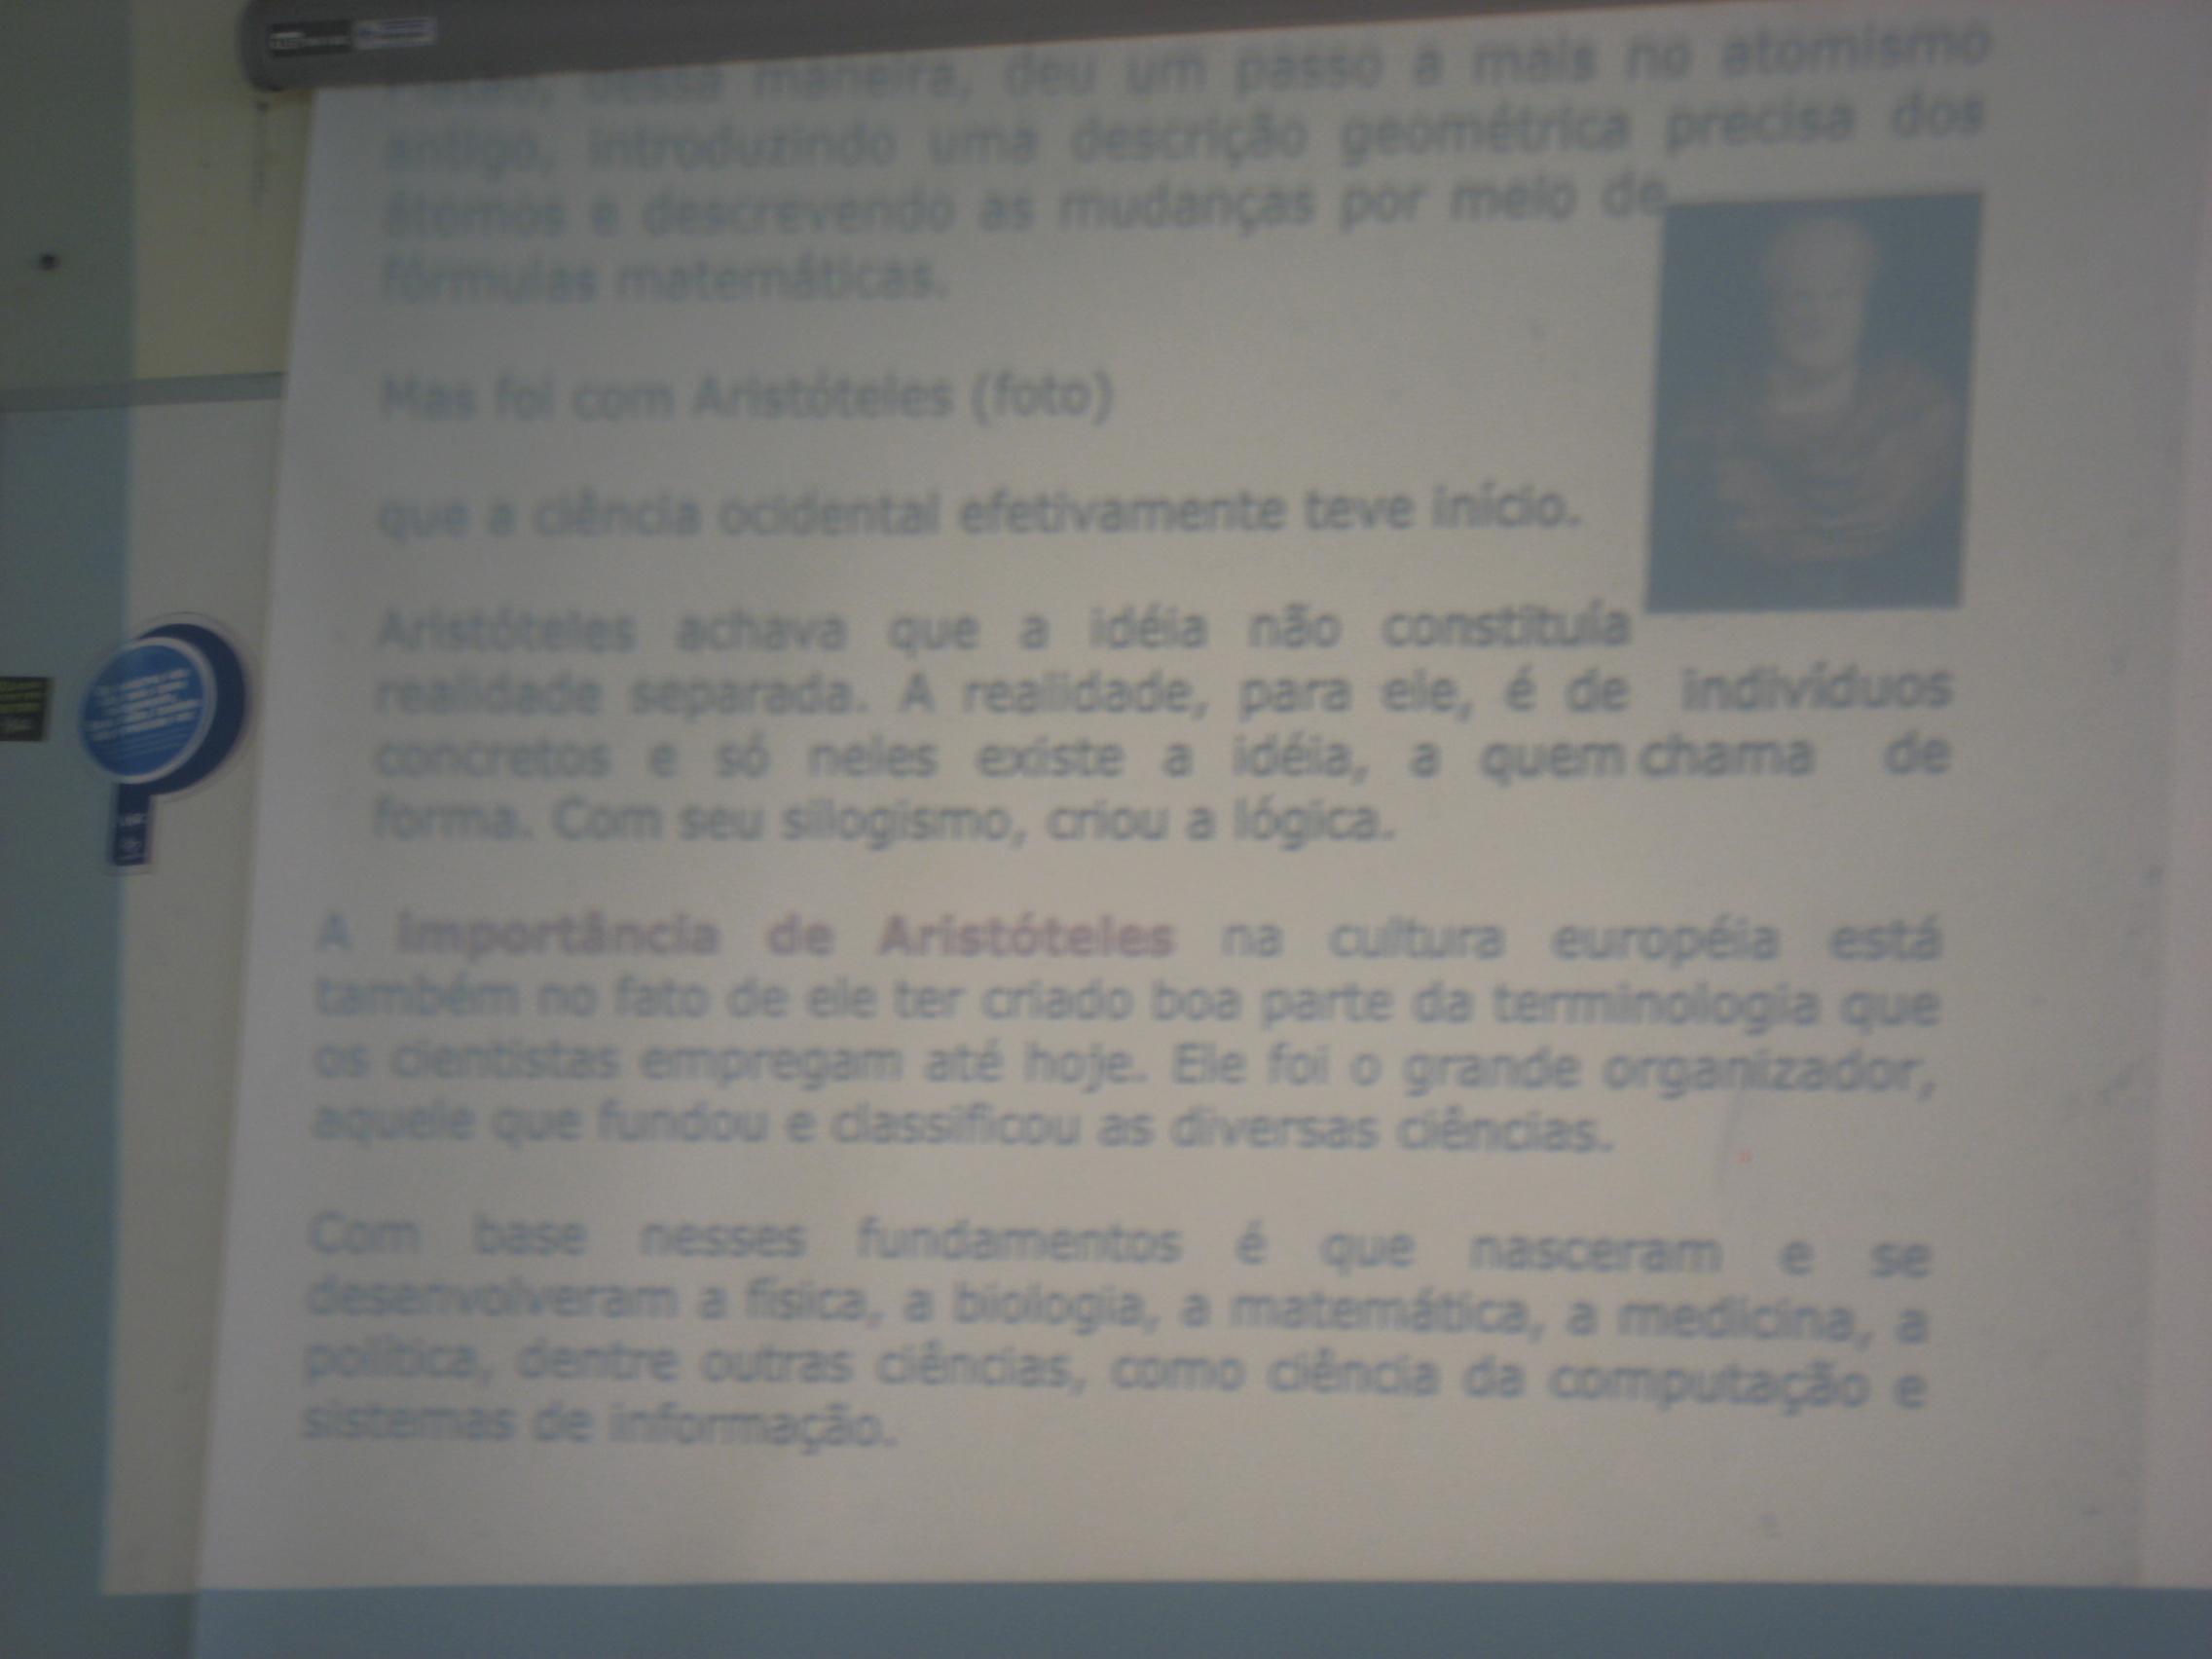 Platão, dessa maneira, deu um passo a mais no atomismo
antigo, introduzindo uma descrição geométrica precisa dos
átomos e descrevendo as mudanças por meio de
fórmulas matemáticas.
Mas foi com Aristóteles (foto)
que a ciência ocidental efetivamente teve início.
Aristóteles achava que a idéia não constituía
realidade separada. A realidade, para ele, é de indivíduos
concretos e só neles existe a idéia, a quem chama de
forma. Com seu silogismo, criou a lógica.
A importância de Aristóteles na cultura européia está
também no fato de ele ter criado boa parte da terminologia que
os cientistas empregam até hoje. Ele foi o grande organizador,
aquele que fundou e classificou as diversas ciências.
Com base nesses fundamentos é que nasceram e se
desenvolveram a física, a biologia, a matemática, a medicina, a
política, dentre outras ciências, como ciência da computação e
sistemas de informação.